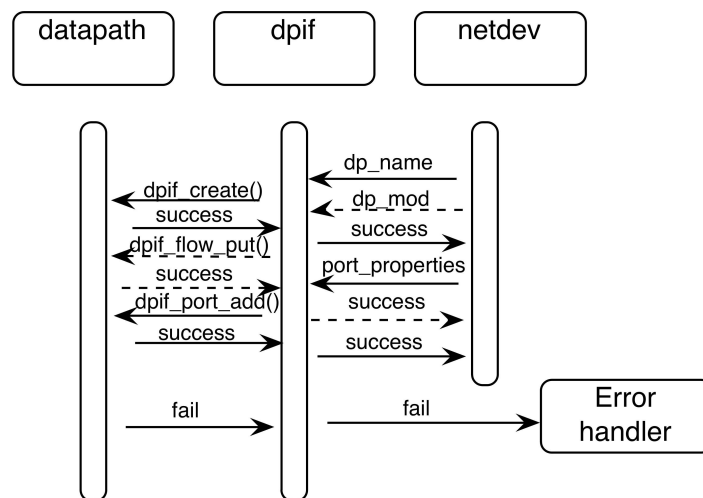 datapath
dpif
netdev
dp_name
dpif_create()
dp_mod
success
success
dpif_flow_put()
port_properties
success
success
dpif_port_add()
success
success
fail
fail
Error
handler